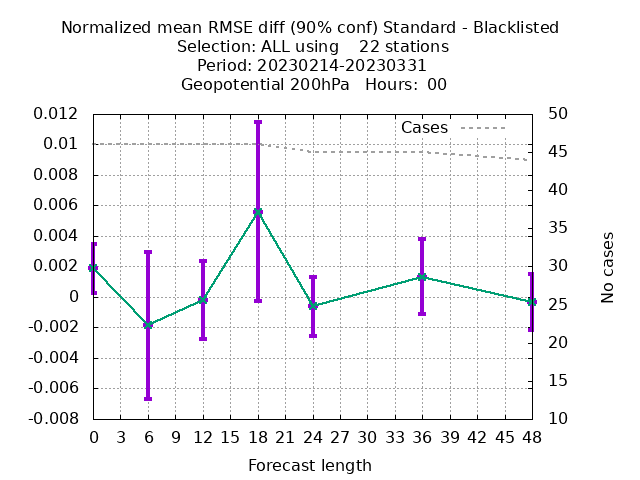 Normalized mean RMSE diff (90% conf) Standard - Blacklisted
Selection: ALL using    22 stations
Period: 20230214-20230331
Geopotential 200hPa   Hours:  00
Cases
0.012
0.01
0.008
0.006
0.004
0.002
0
-0.002
-0.004
-0.006
-0.008
50
45
40
35
30
25
20
15
10
No cases
0 3 6 9 12 15 18 21 24 27 30 33 36 39 42 45 48
Forecast length